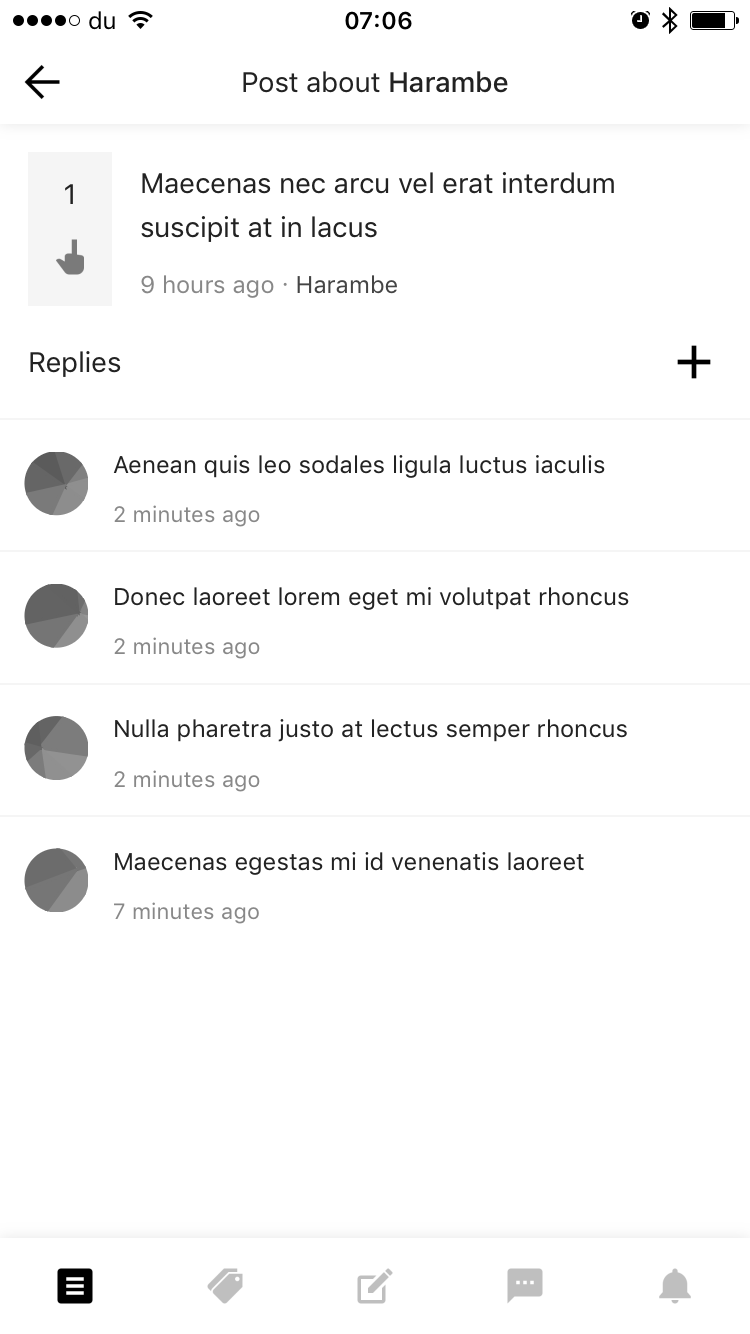 du 07:06
Post about Harambe
1
Maecenas nec arcu vel erat interdum
suscipit at in lacus
9 hours ago · Harambe
Replies
Aenean quis leo sodales ligula luctus iaculis
2 minutes ago
Donec laoreet lorem eget mi volutpat rhoncus
2 minutes ago
Nulla pharetra justo at lectus semper rhoncus
2 minutes ago
Maecenas egestas mi id venenatis laoreet
7 minutes ago